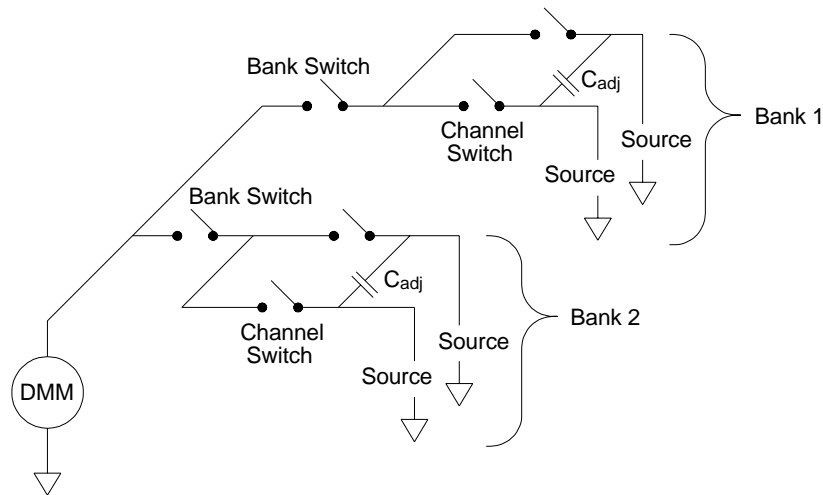 Bank Switch
Cadj
Channel
Switch
Source
Source
Bank 1
Bank Switch
Cadj
Channel
Switch
Source
Source
Bank 2
DMM